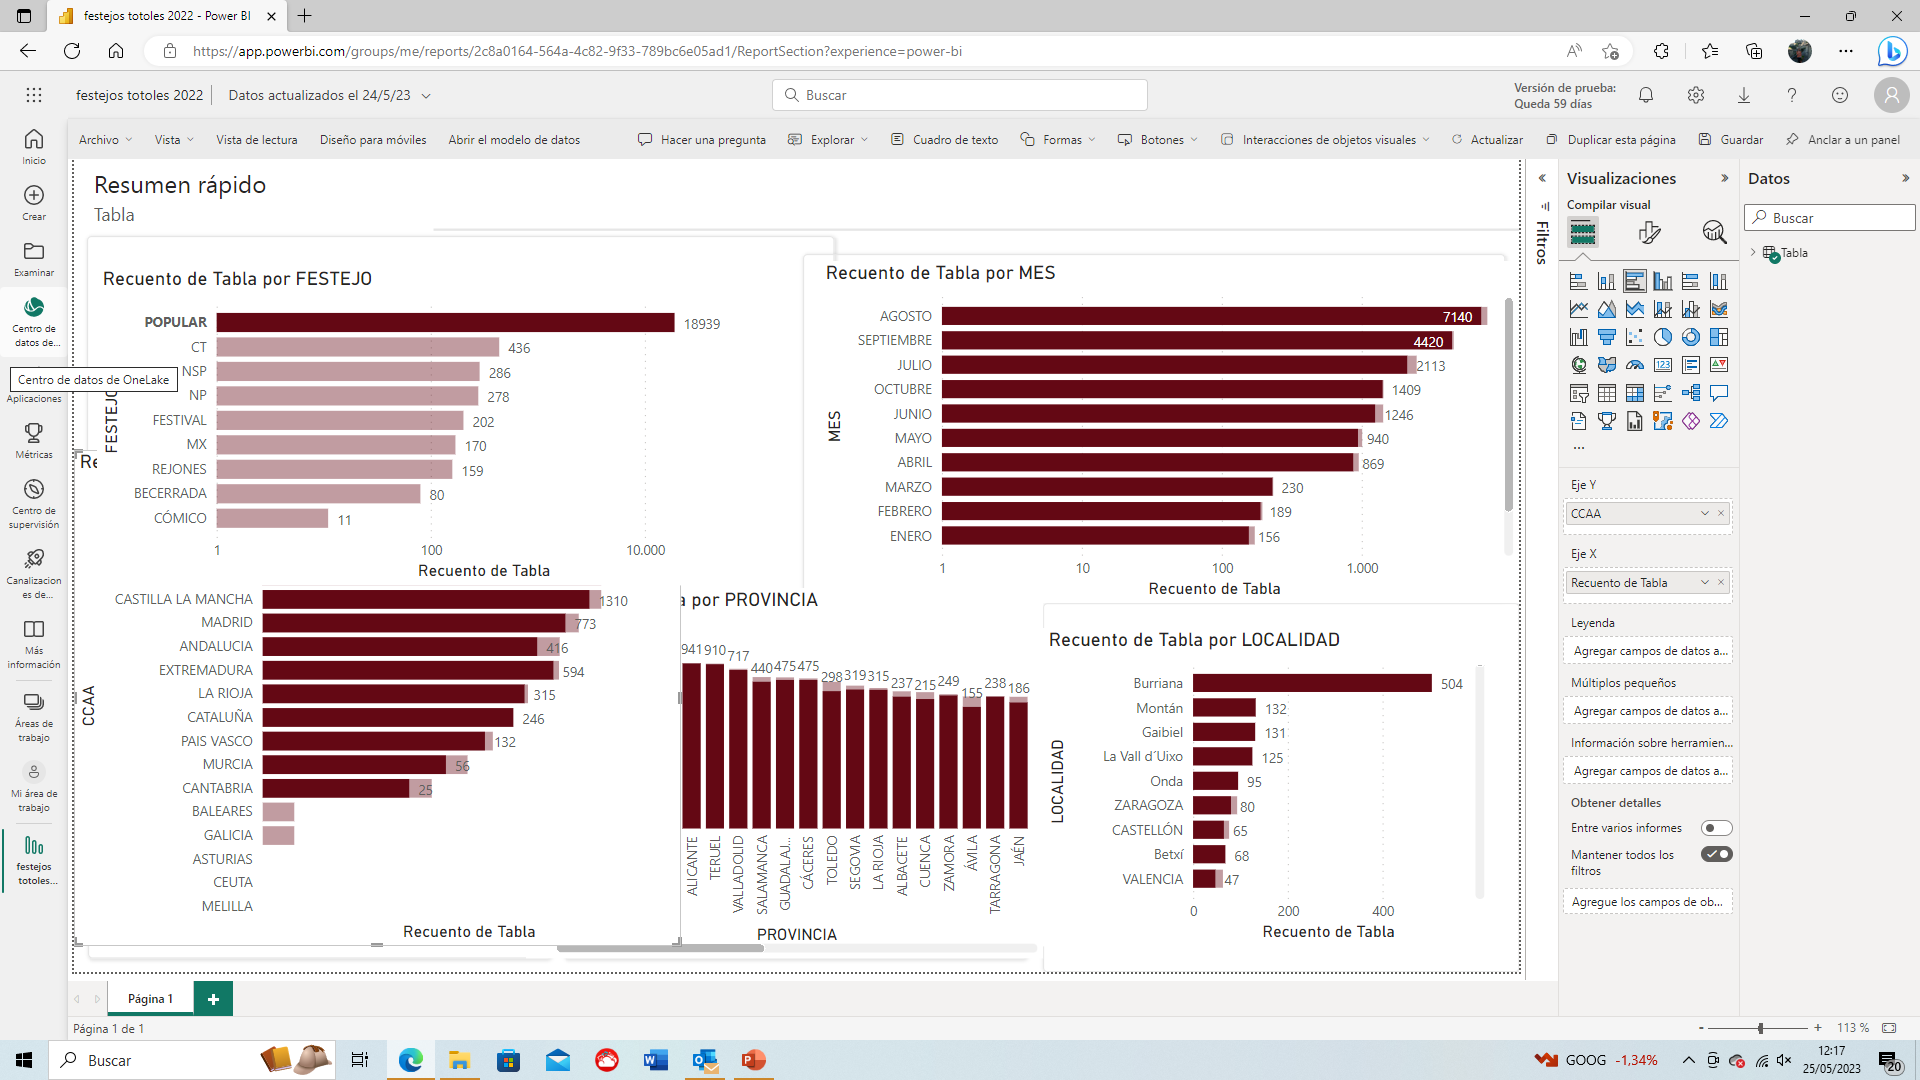 festejos totoles 2022 - Power BI
https://app.powerbi.com/groups/me/reports/2c8a0164-564a-4c82-9f33-789bc6e05ad1/ReportSection?experience=power-bi
festejos totoles 2022
Datos actualizados el 24/5/23
Buscar
Versión de prueba:
Queda 59 días
Archivo
Vista
Vista de lectura
Diseño para móviles
Abrir el modelo de datos
Hacer una pregunta
Explorar
Cuadro de texto
Formas
Botones
Interacciones de objetos visuales
Actualizar
Duplicar esta página
Guardar
Anclar a un panel
Inicio
Crear
Examinar
Centro de
datos de...
Centro de datos de OneLake
Aplicaciones
Métricas
Centro de
supervisión
Canalizacion
es de...
Más
información
Áreas de
trabajo
Mi área de
trabajo
festejos
totoles...
Resumen rápido
Tabla
Recuento de Tabla por FESTEJO
FESTEJO
POPULAR 18939
CT 436
NSP 286
NP 278
FESTIVAL 202
MX 170
REJONES 159
BECERRADA 80
CÓMICO 11
1 100 10.000
Recuento de Tabla
Recuento de Tabla por MES
MES
AGOSTO 7140
SEPTIEMBRE 4420
JULIO 2113
OCTUBRE 1409
JUNIO 1246
MAYO 940
ABRIL 869
MARZO 230
FEBRERO 189
ENERO 156
1 10 100 1.000
Recuento de Tabla
Re
CCAA
CASTILLA LA MANCHA 1310
MADRID 773
ANDALUCIA 416
EXTREMADURA 594
LA RIOJA 315
CATALUÑA 246
PAIS VASCO 132
MURCIA 56
CANTABRIA 25
BALEARES
GALICIA
ASTURIAS
CEUTA
MELILLA
Recuento de Tabla
a por PROVINCIA
941 910 717 440 475 475 298 319 315 237 215 249 155 238 186
ALICANTE
TERUEL
VALLADOLID
SALAMANCA
GUADALAJ...
CÁCERES
TOLEDO
SEGOVIA
LA RIOJA
ALBACETE
CUENCA
ZAMORA
ÁVILA
TARRAGONA
JAÉN
PROVINCIA
Recuento de Tabla por LOCALIDAD
LOCALIDAD
Burriana 504
Montán 132
Gaibiel 131
La Vall d´Uixo 125
Onda 95
ZARAGOZA 80
CASTELLÓN 65
Betxí 68
VALENCIA 47
0 200 400
Recuento de Tabla
Filtros
Visualizaciones
Compilar visual
123
...
Eje Y
CCAA
Eje X
Recuento de Tabla
Leyenda
Agregar campos de datos a...
Múltiplos pequeños
Agregar campos de datos a...
Información sobre herramien...
Agregar campos de datos a...
Obtener detalles
Entre varios informes
Mantener todos los
filtros
Agregue los campos de ob...
Datos
Buscar
Tabla
Página 1
Página 1 de 1
- + 113 %
Buscar
GOOG -1,34%
12:17
25/05/2023
20